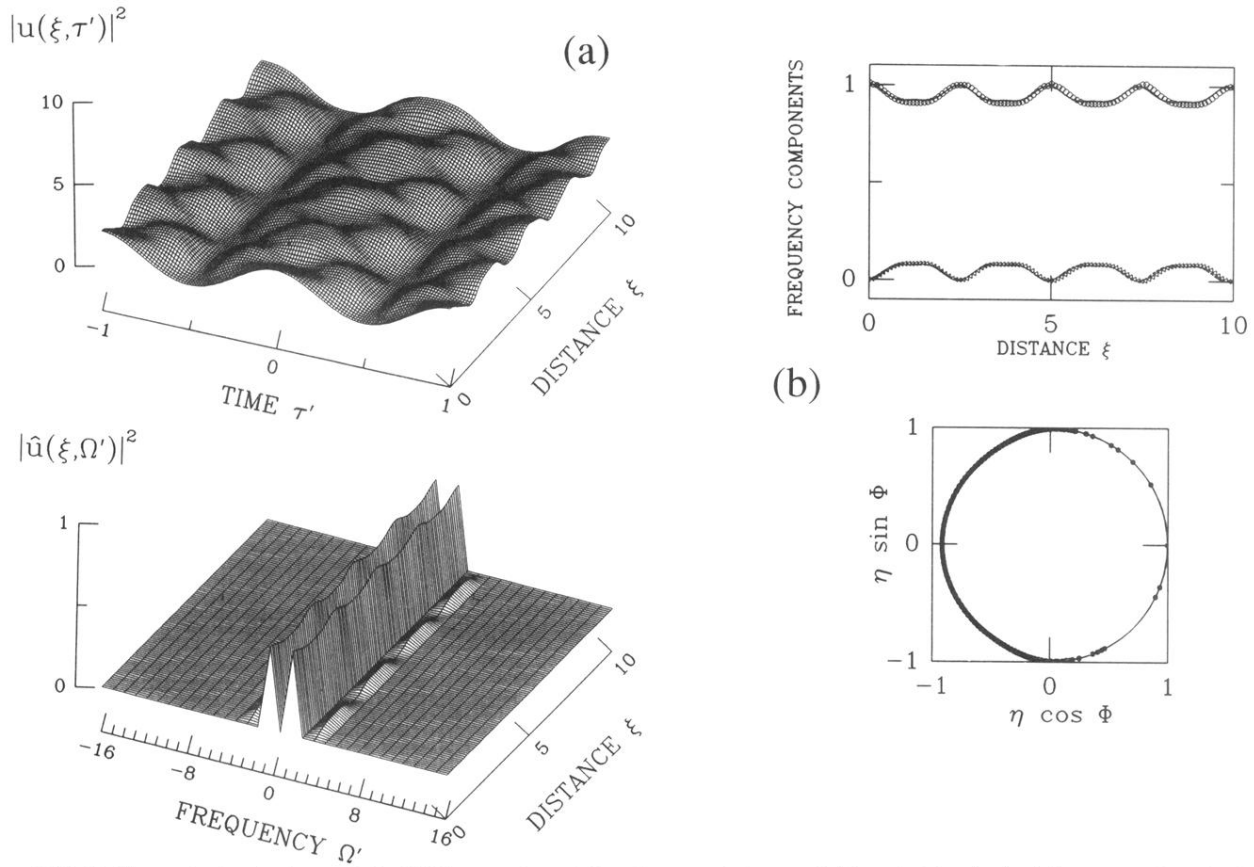 |u(ξ,τ′)|²
(a)
10
5
0
−1
0
1
TIME τ′
0
5
10
DISTANCE ξ
|û(ξ,Ω′)|²
1
0
−16
−8
0
8
16
FREQUENCY Ω′
0
5
10
DISTANCE ξ
FREQUENCY COMPONENTS
1
0
0
5
10
DISTANCE ξ
(b)
η sin Φ
1
0
−1
−1
0
1
η cos Φ